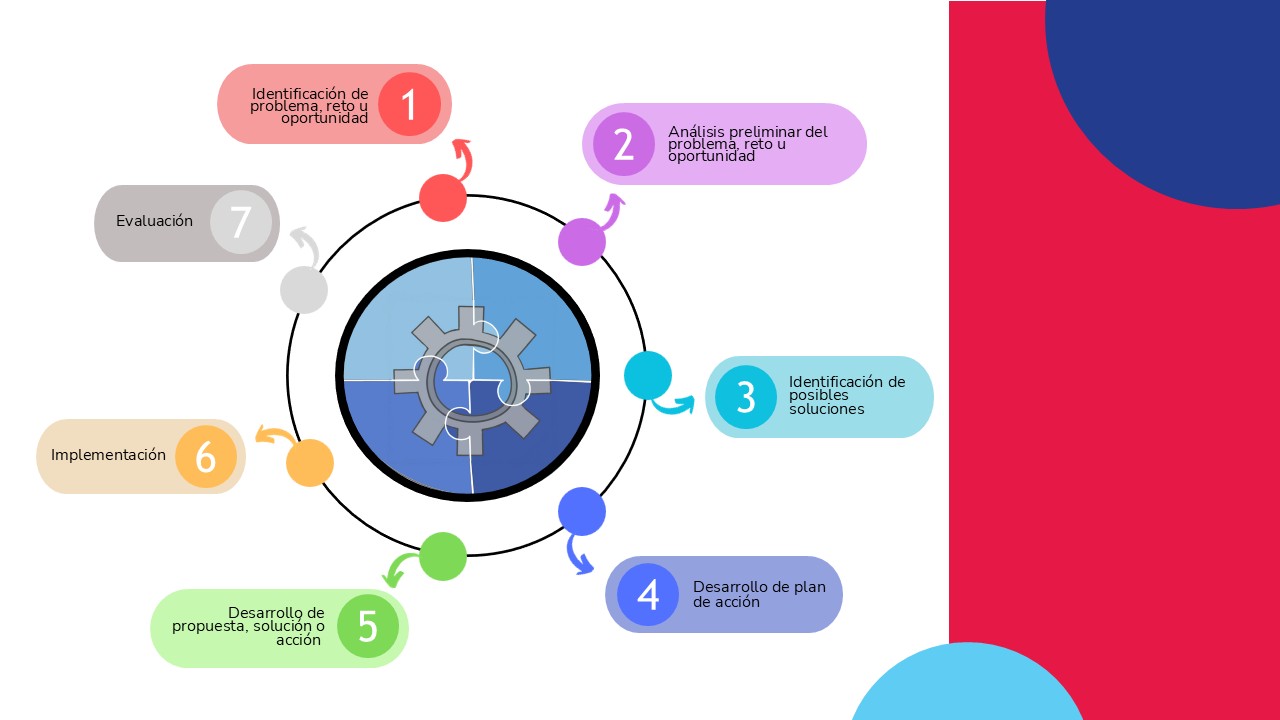 1
Identificación de
problema, reto u
oportunidad
2
Análisis preliminar del
problema, reto u
oportunidad
3
Identificación de
posibles
soluciones
4
Desarrollo de plan
de acción
5
Desarrollo de
propuesta, solución o
acción
6
Implementación
7
Evaluación